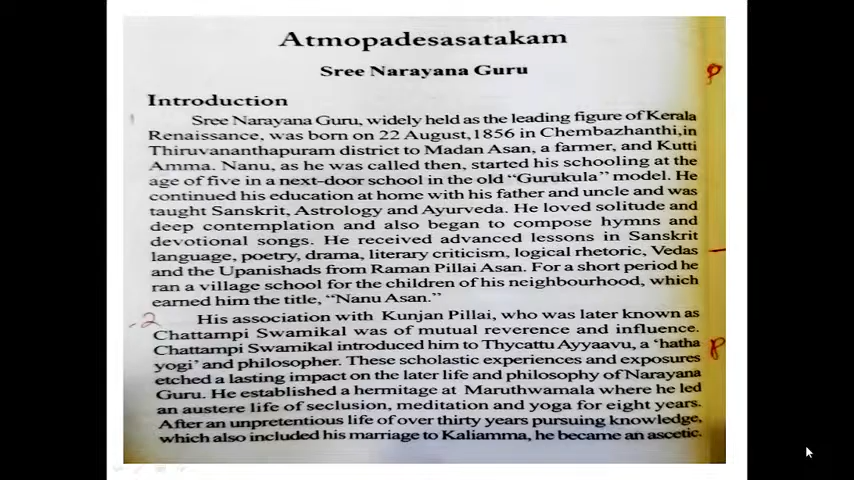 Atmopadesasatakam
Sree Narayana Guru
Introduction
Sree Narayana Guru, widely held as the leading figure of Kerala
Renaissance, was born on 22 August,1856 in Chembazhanthi,in
Thiruvananthapuram district to Madan Asan, a farmer, and Kutti
Amma. Nanu, as he was called then, started his schooling at the
age of five in a next-door school in the old "Gurukula" model. He
continued his education at home with his father and uncle and was
taught Sanskrit, Astrology and Ayurveda. He loved solitude and
deep contemplation and also began to compose hymns and
devotional songs. He received advanced lessons in Sanskrit
language, poetry, drama, literary criticism, logical rhetoric, Vedas
and the Upanishads from Raman Pillai Asan. For a short period he
ran a village school for the children of his neighbourhood, which
earned him the title, "Nanu Asan."
2
His association with Kunjan Pillai, who was later known as
Chattampi Swamikal was of mutual reverence and influence.
Chattampi Swamikal introduced him to Thycattu Ayyaavu, a 'hatha
yogi' and philosopher. These scholastic experiences and exposures
etched a lasting impact on the later life and philosophy of Narayana
Guru. He established a hermitage at Maruthwamala where he led
an austere life of seclusion, meditation and yoga for eight years.
After an unpretentious life of over thirty years pursuing knowledge,
which also included his marriage to Kaliamma, he became an ascetic.